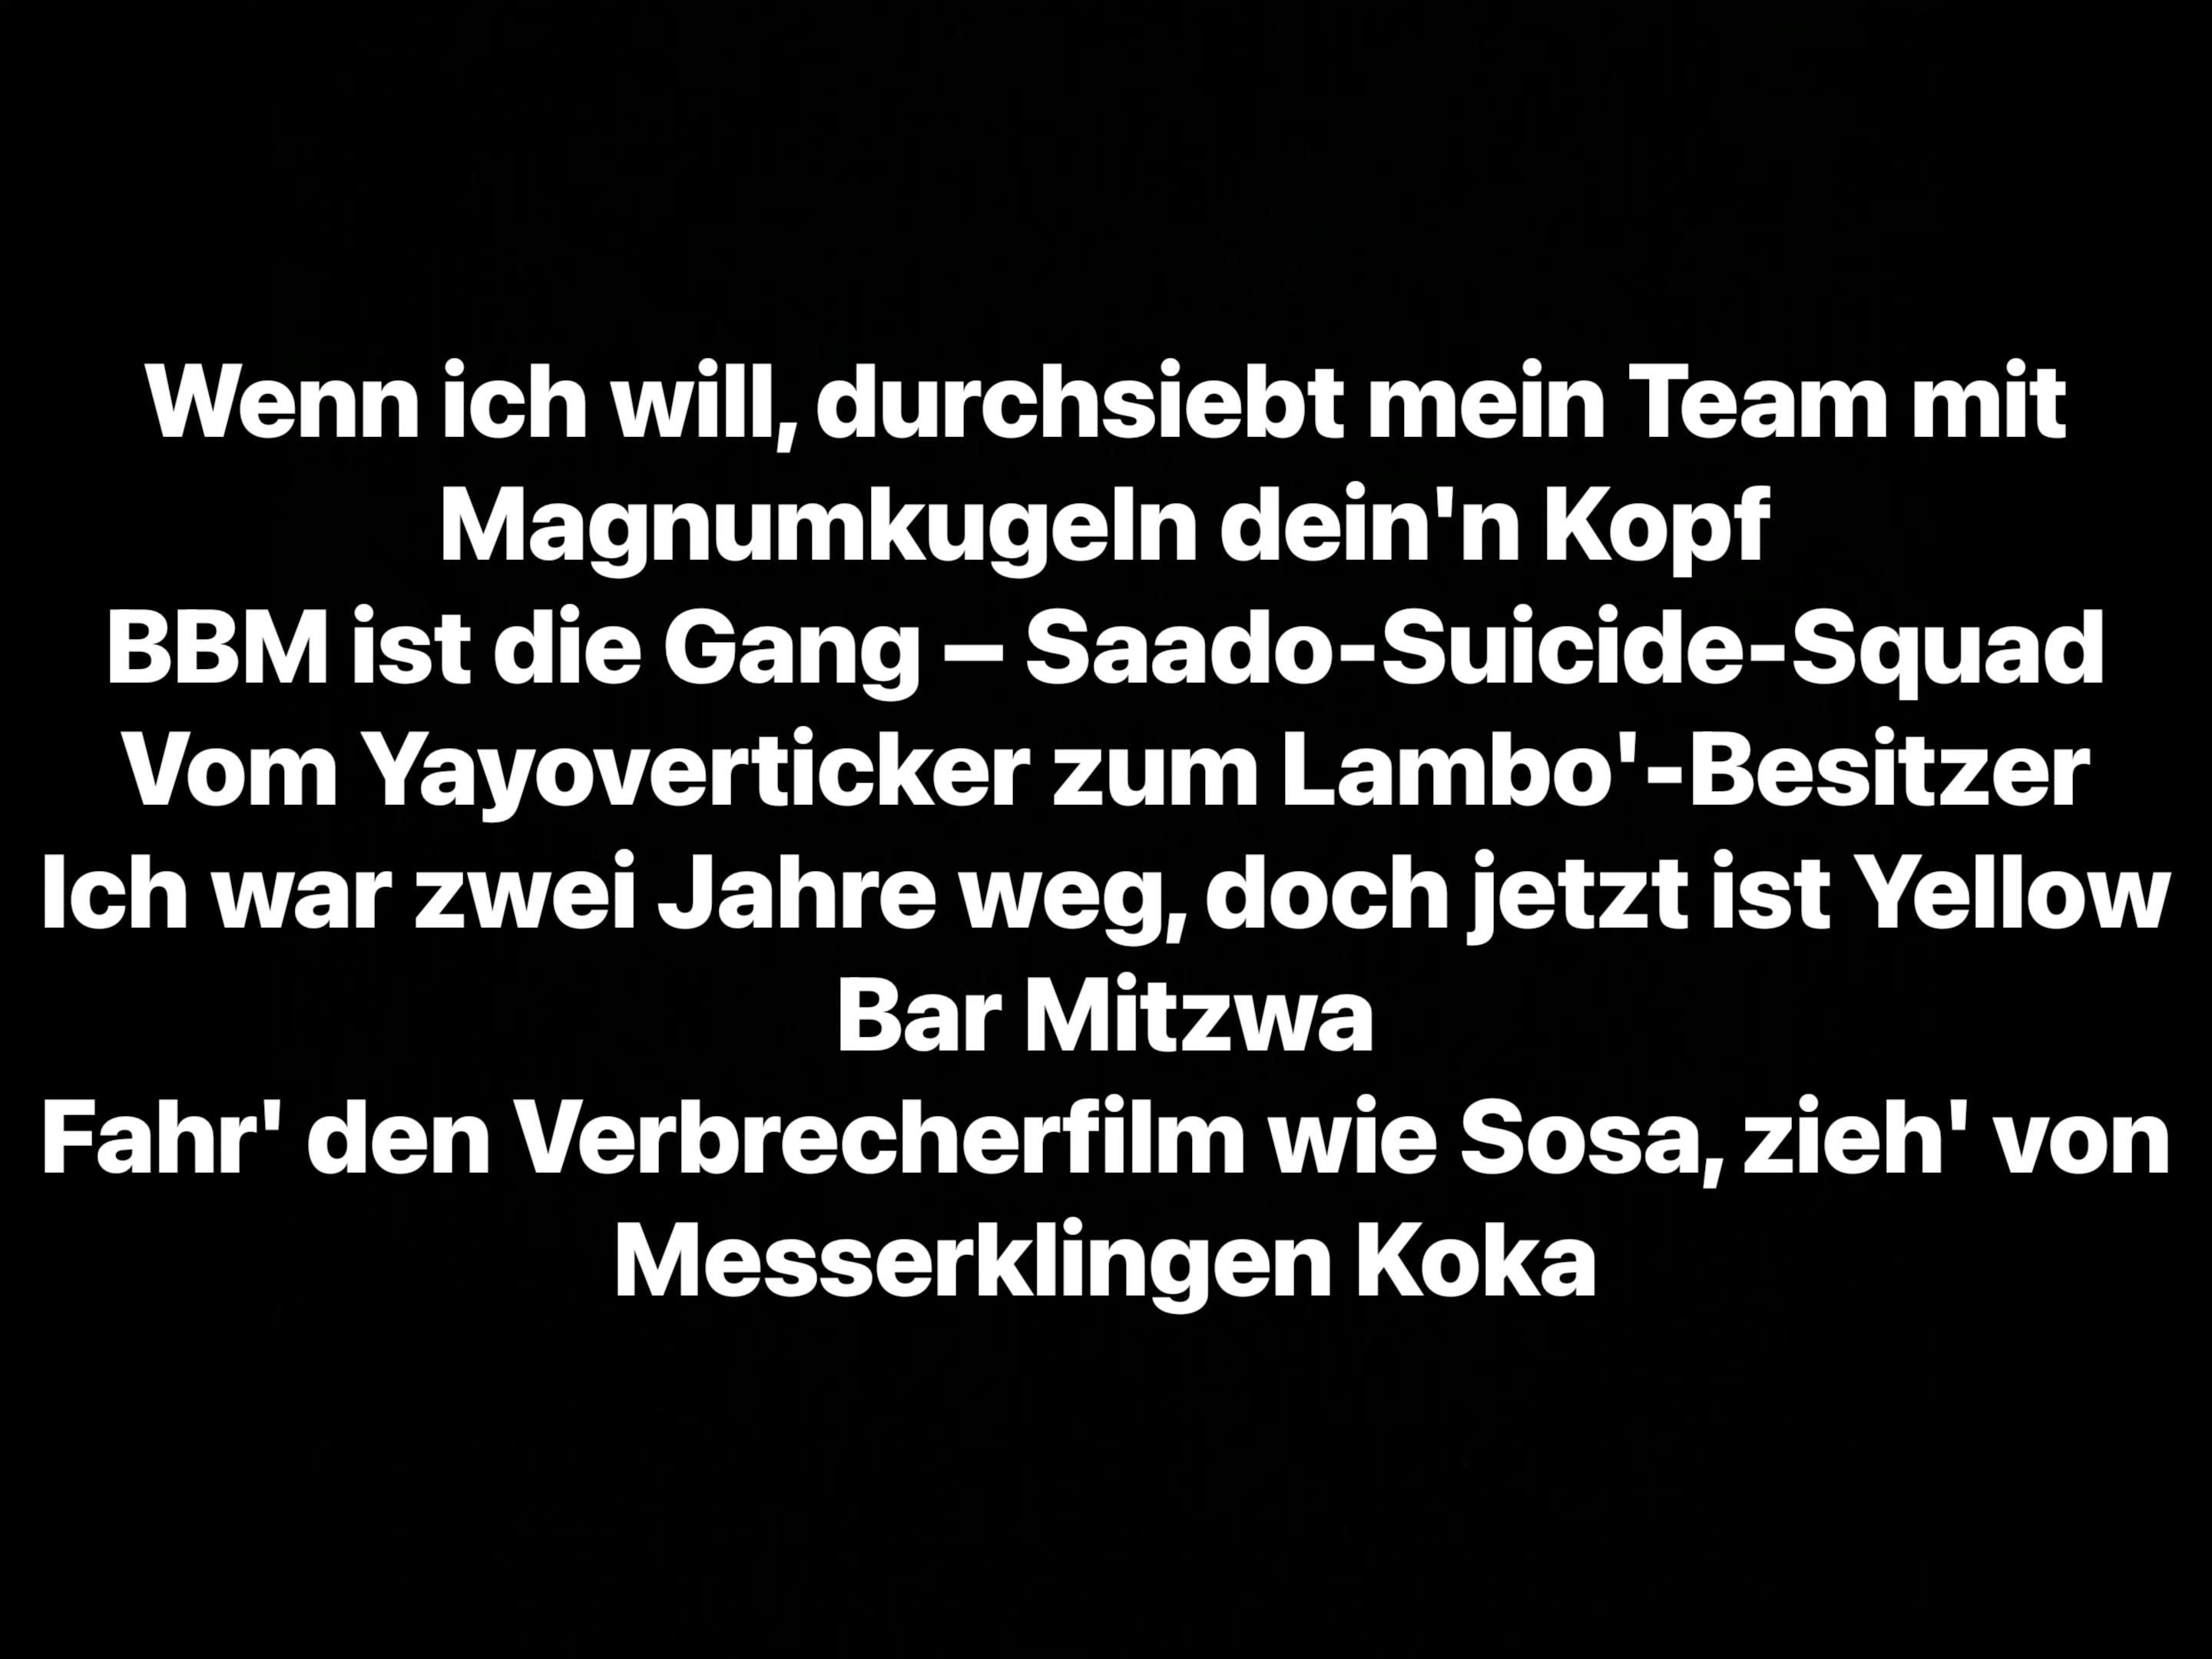 Wenn ich will, durchsiebt mein Team mit
Magnumkugeln dein'n Kopf
BBM ist die Gang – Saado-Suicide-Squad
Vom Yayoverticker zum Lambo'-Besitzer
Ich war zwei Jahre weg, doch jetzt ist Yellow
Bar Mitzwa
Fahr' den Verbrecherfilm wie Sosa, zieh' von
Messerklingen Koka